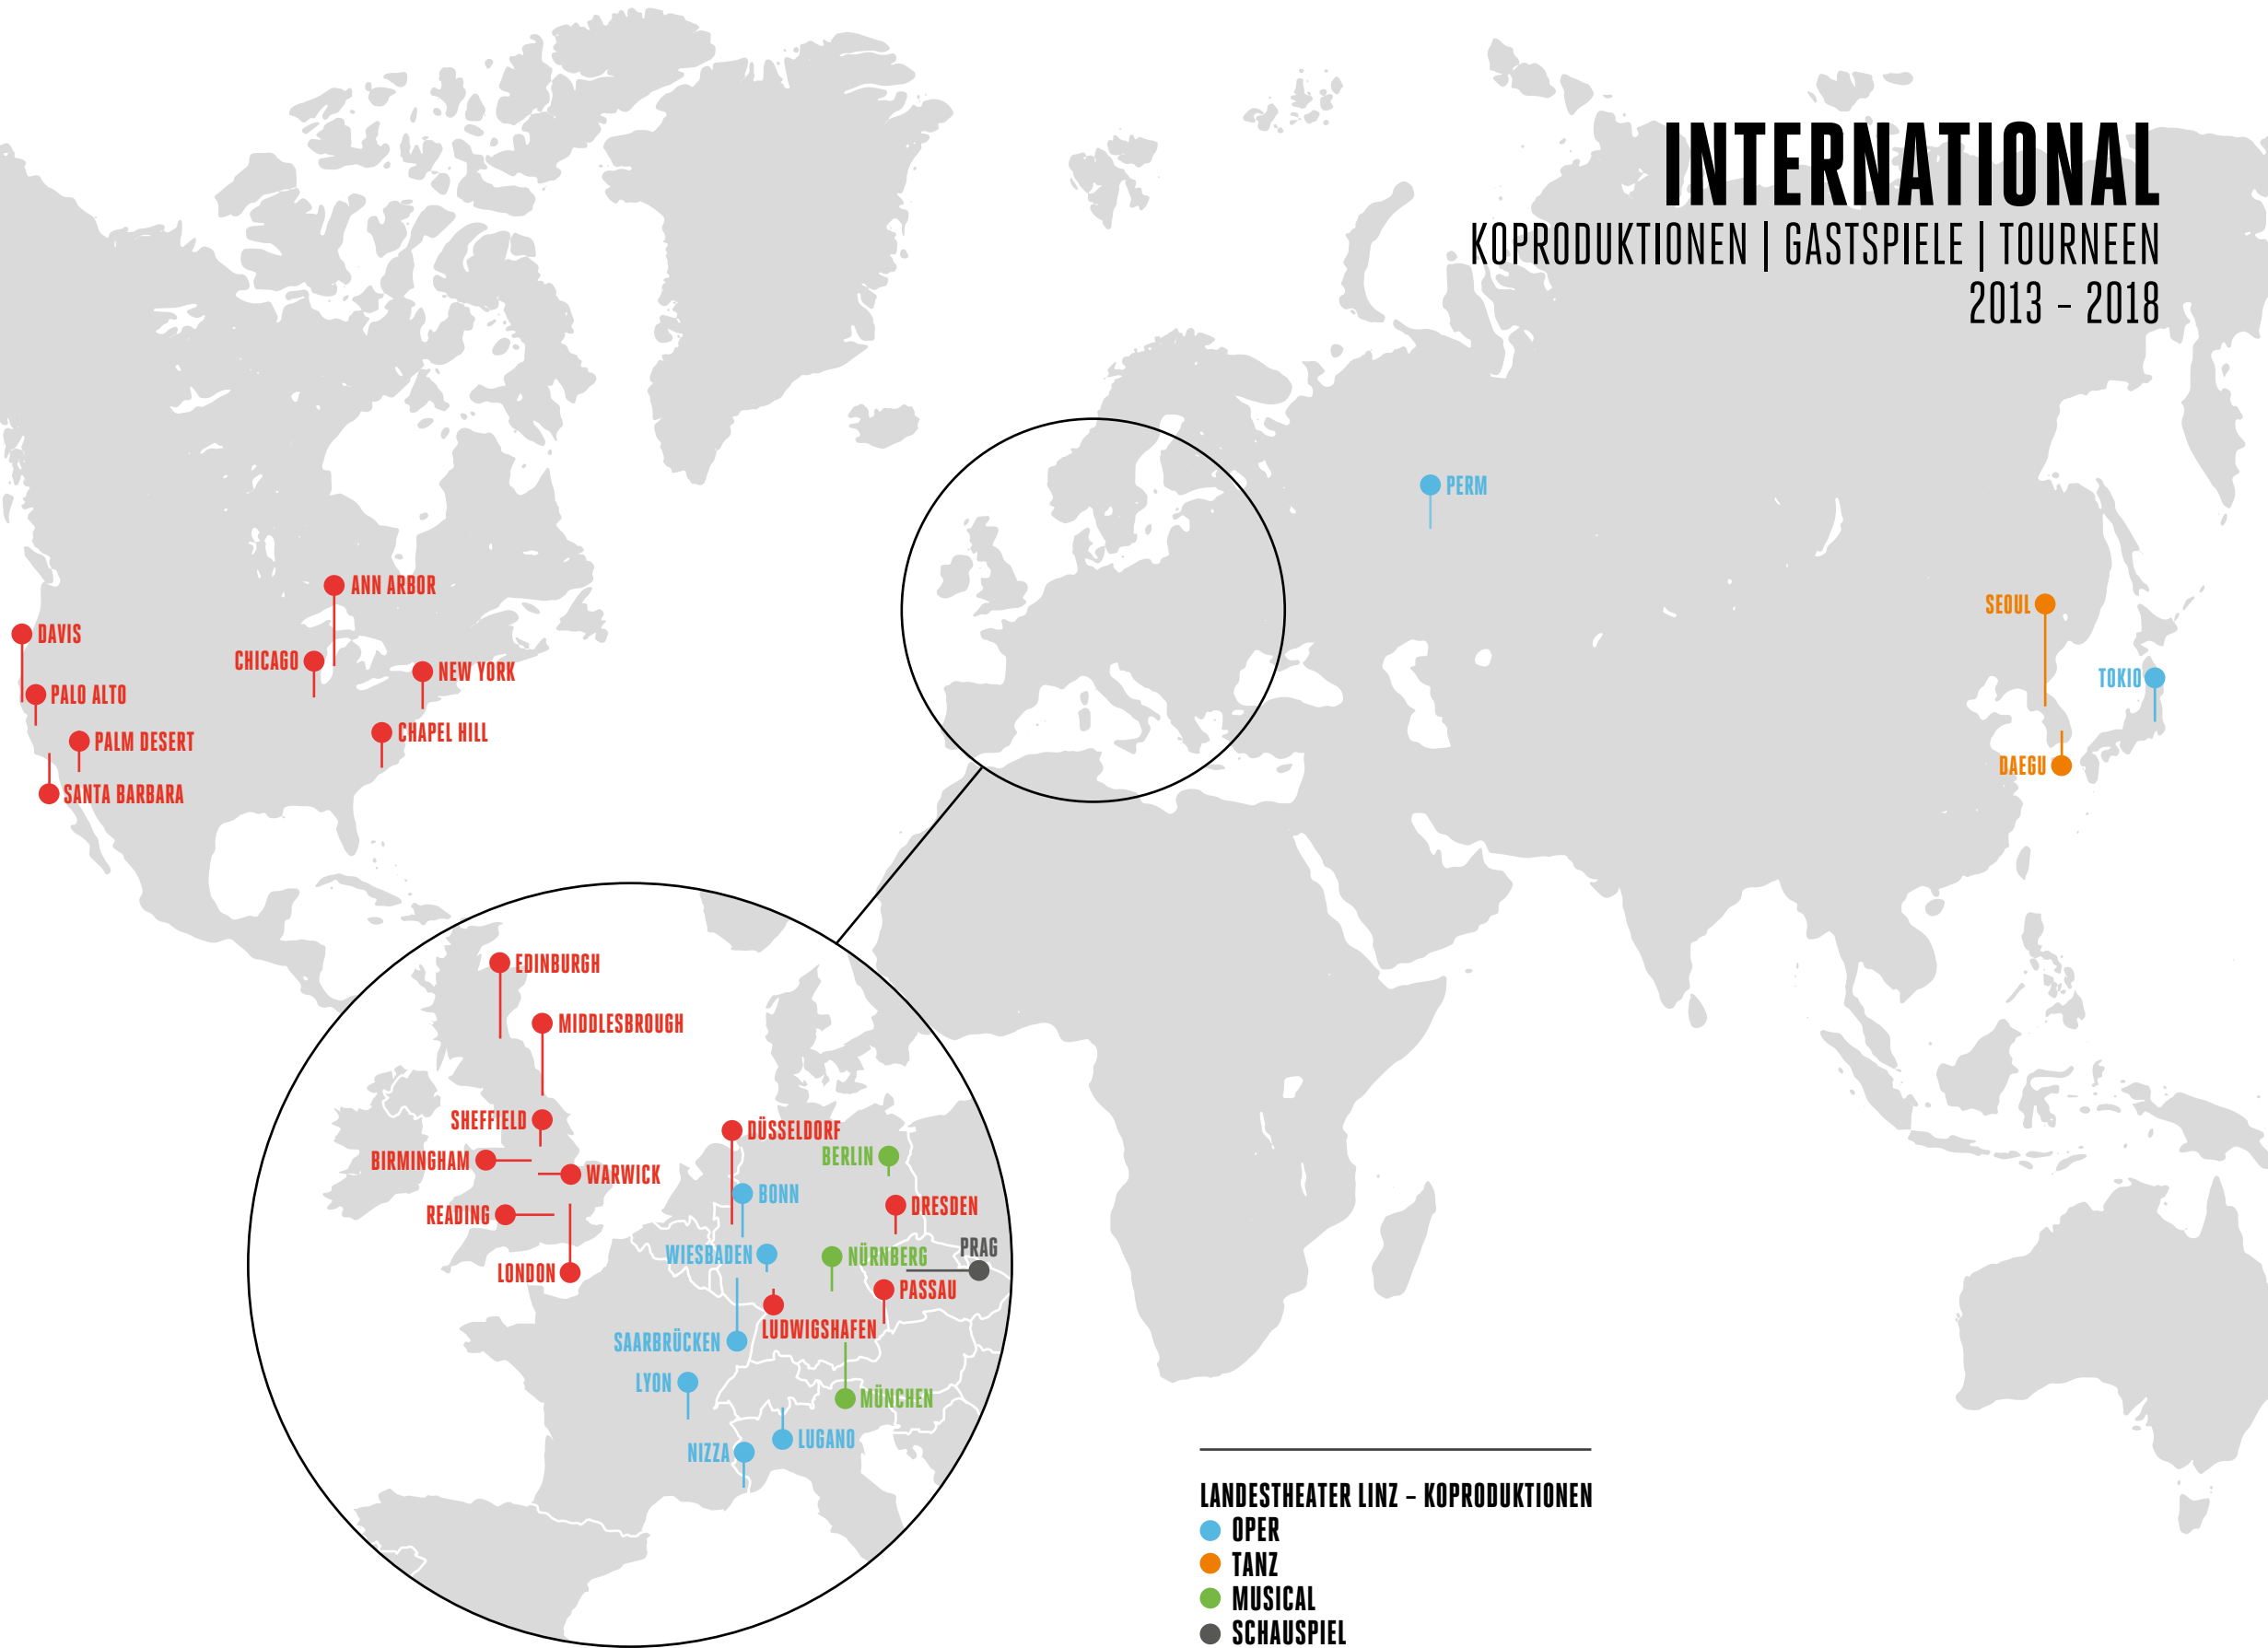 INTERNATIONAL
KOPRODUKTIONEN | GASTSPIELE | TOURNEEN
2013 – 2018
PERM
ANN ARBOR
SEOUL
DAVIS
CHICAGO
NEW YORK
TOKIO
PALO ALTO
CHAPEL HILL
PALM DESERT
DAEGU
SANTA BARBARA
EDINBURGH
MIDDLESBROUGH
SHEFFIELD
DÜSSELDORF
BERLIN
BIRMINGHAM
WARWICK
BONN
DRESDEN
READING
PRAG
WIESBADEN
NÜRNBERG
LONDON
PASSAU
LUDWIGSHAFEN
SAARBRÜCKEN
LYON
MÜNCHEN
LUGANO
NIZZA
LANDESTHEATER LINZ – KOPRODUKTIONEN
OPER
TANZ
MUSICAL
SCHAUSPIEL